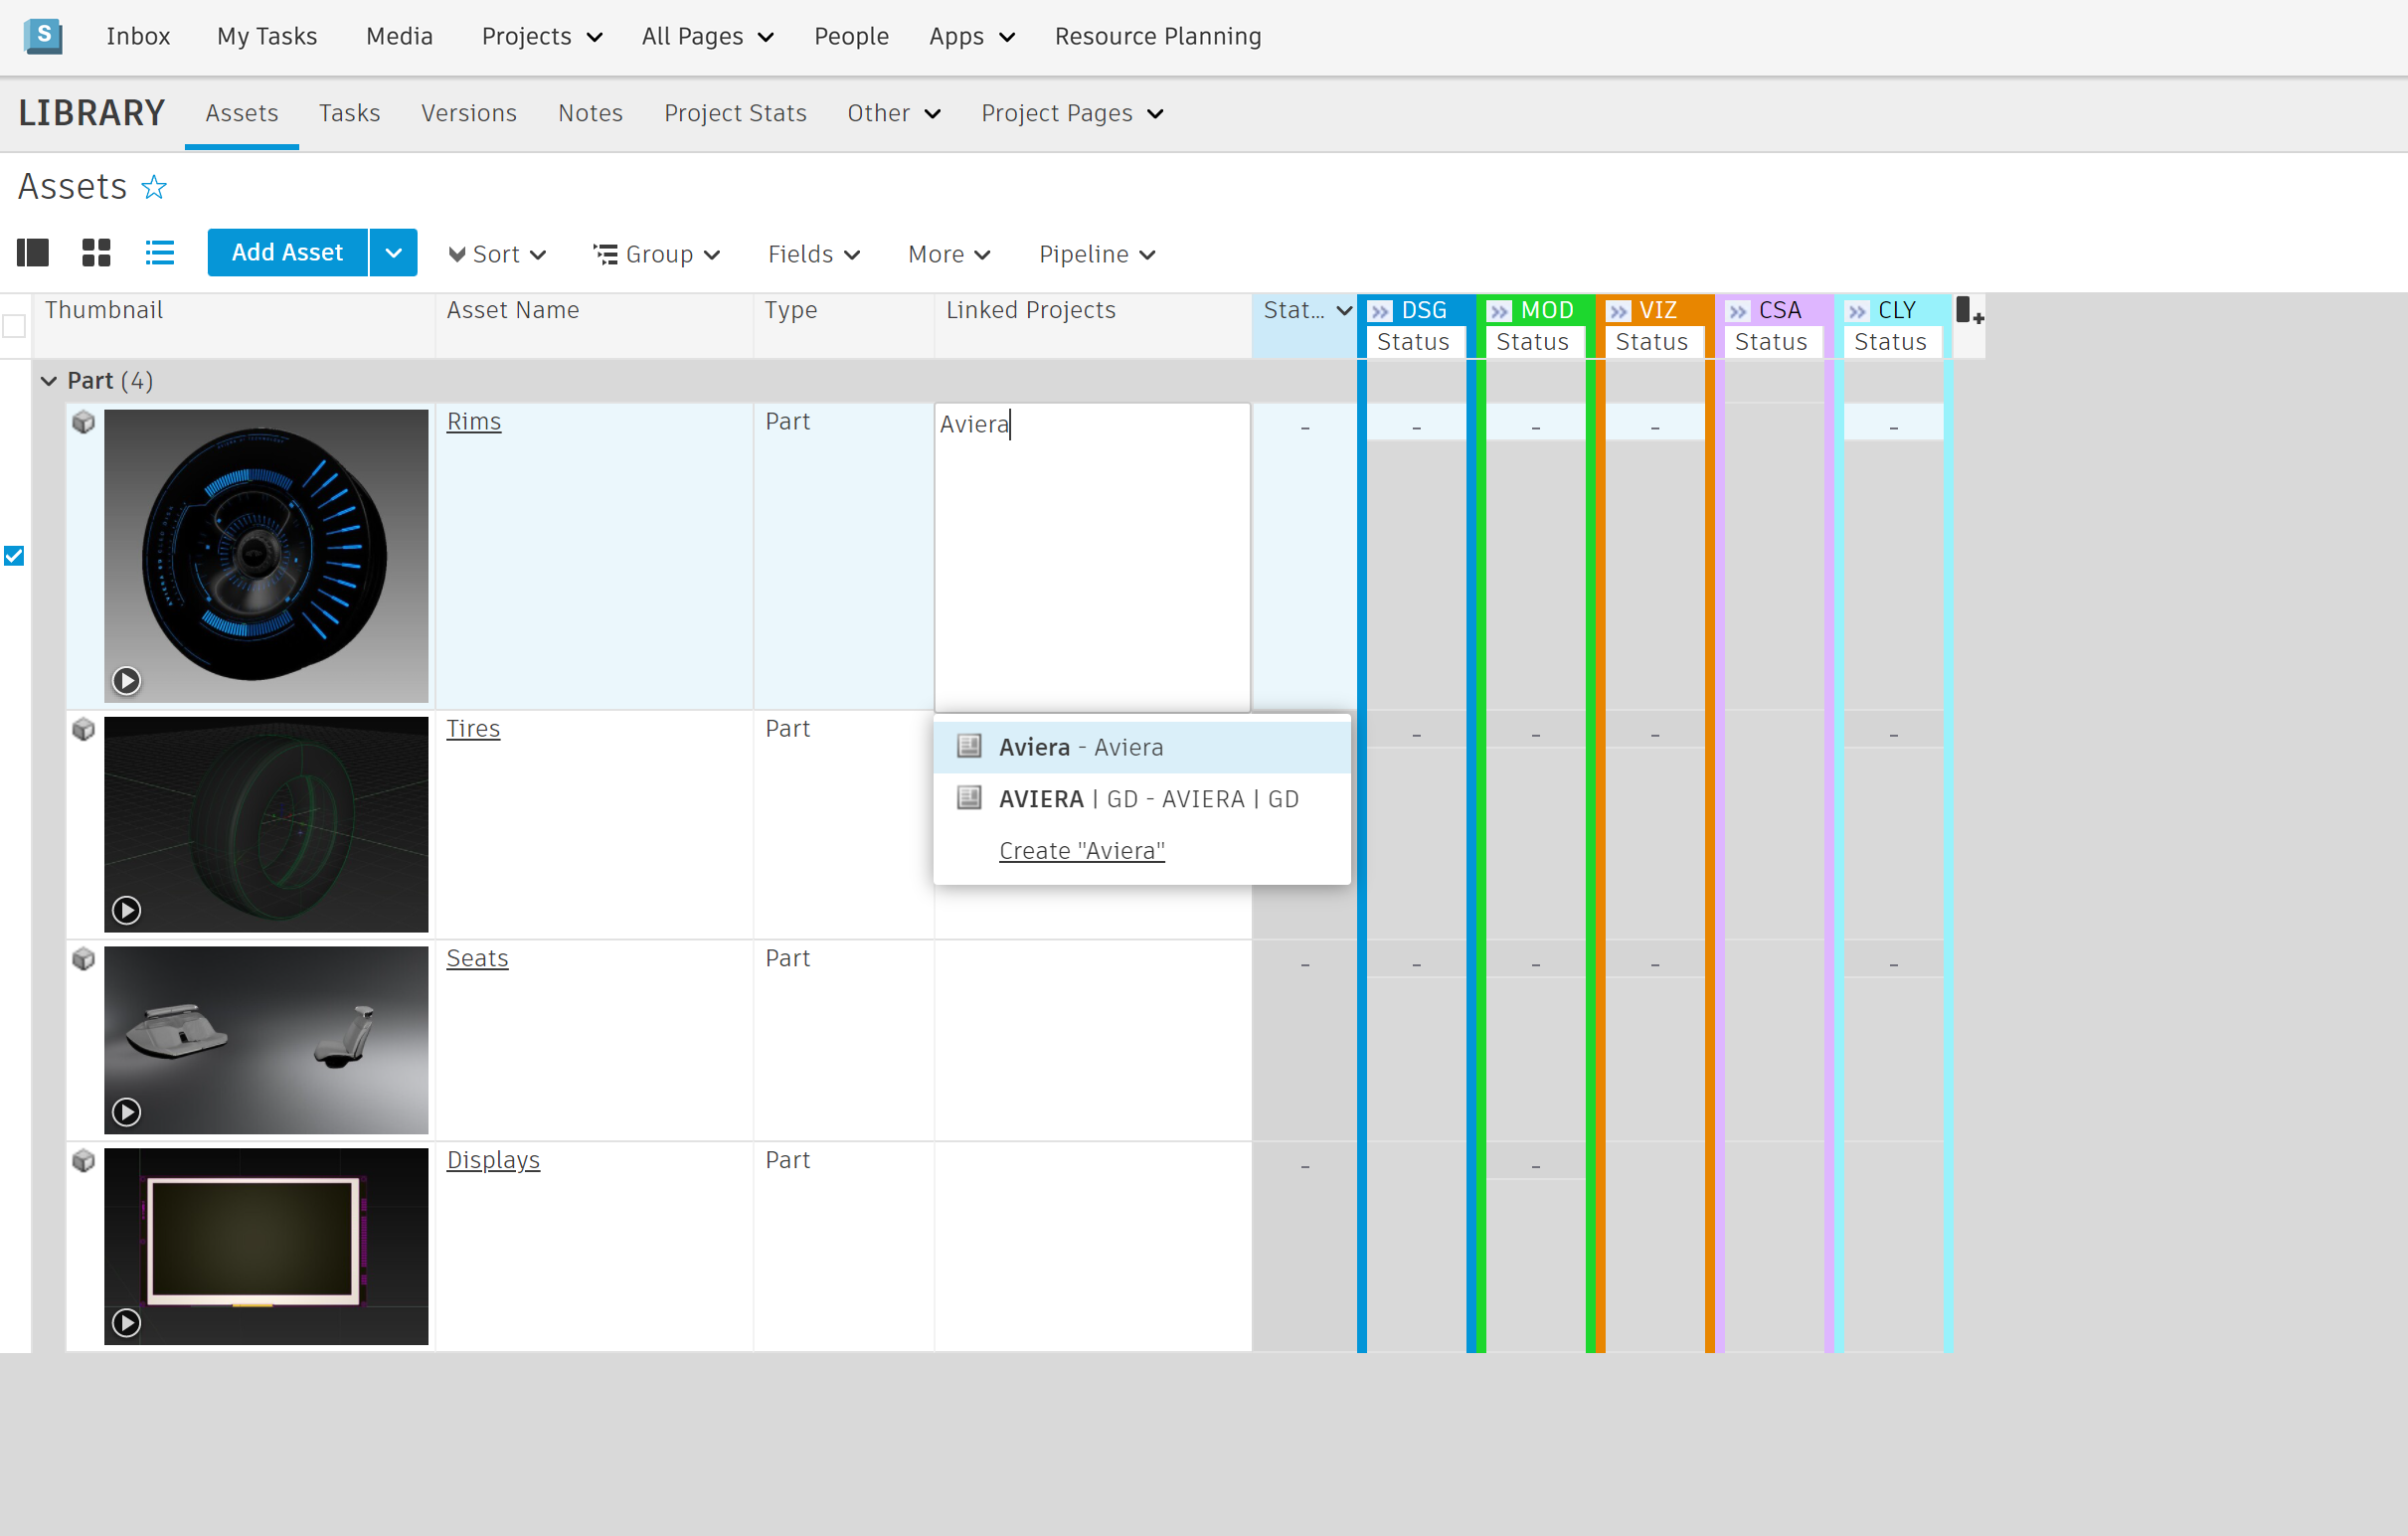 S Inbox My Tasks Media Projects All Pages People Apps Resource Planning
LIBRARY Assets Tasks Versions Notes Project Stats Other Project Pages
Assets
Add Asset Sort Group Fields More Pipeline
Thumbnail Asset Name Type Linked Projects Stat... DSG MOD VIZ CSA CLY
Status Status Status Status Status
Part (4)
Rims Part Aviera - - - - -
Tires Part - - - -
Aviera - Aviera
AVIERA | GD - AVIERA | GD
Create "Aviera"
Seats Part - - - - -
Displays Part - -